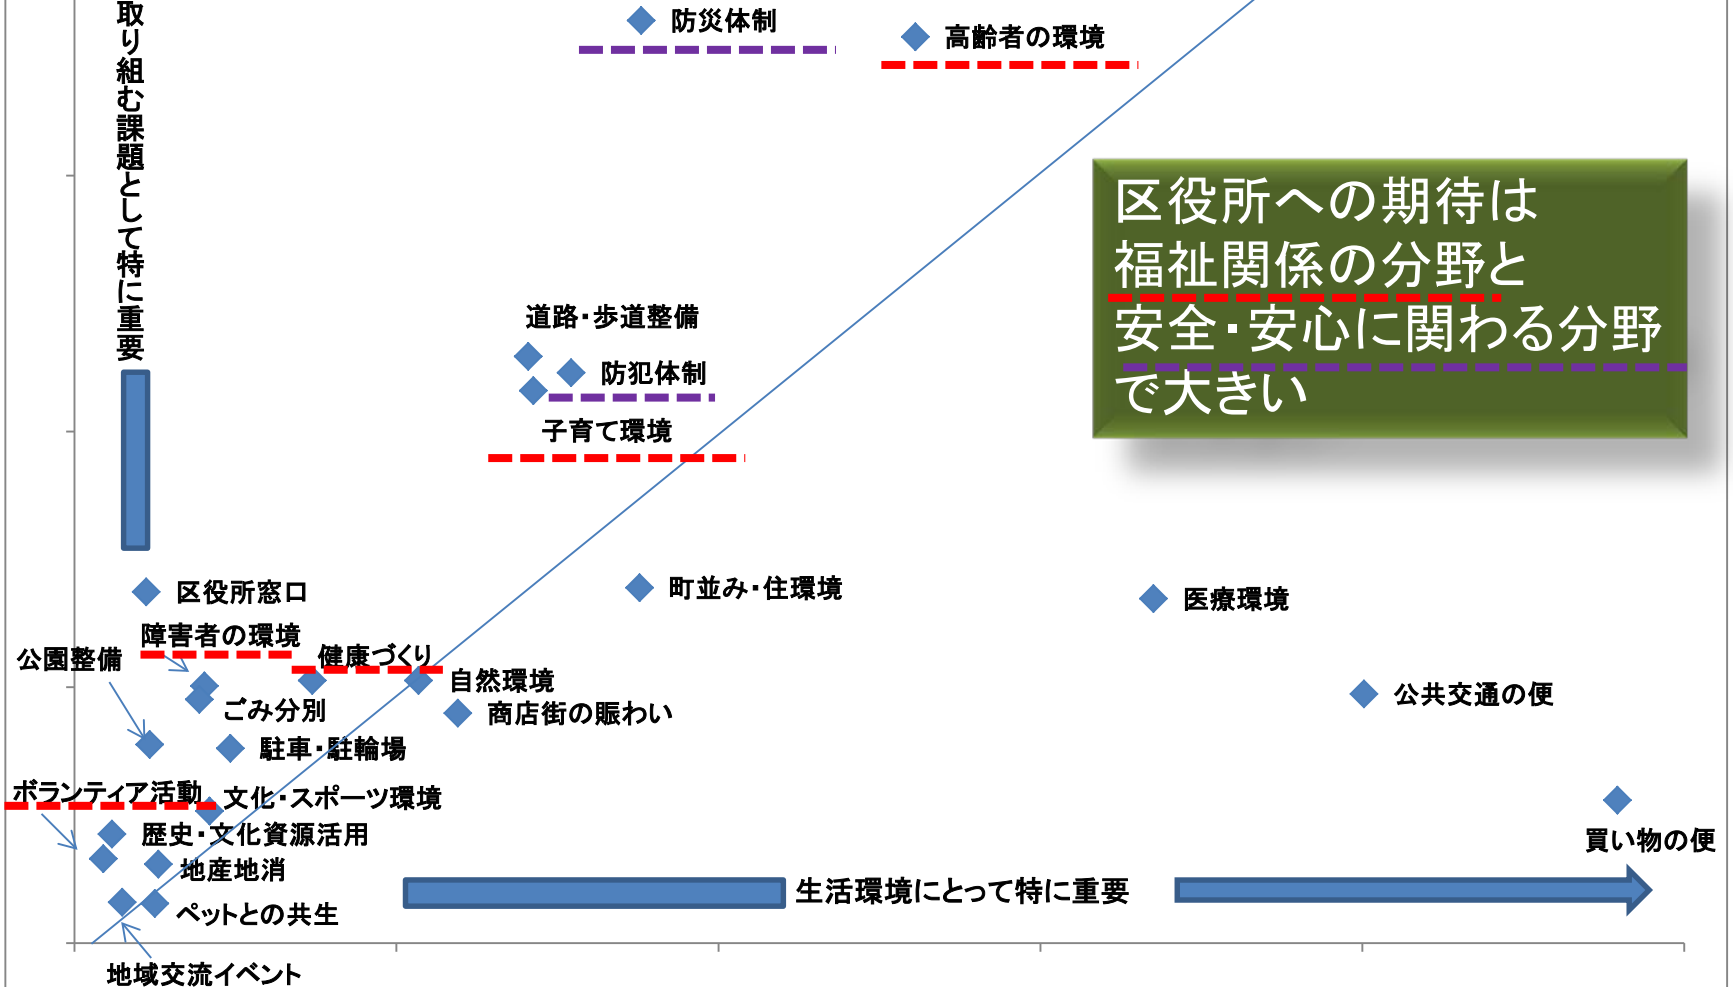 取り組む課題として特に重要
防災体制
高齢者の環境
区役所への期待は
福祉関係の分野と
安全・安心に関わる分野
で大きい
道路・歩道整備
防犯体制
子育て環境
区役所窓口
町並み・住環境
医療環境
障害者の環境
公園整備
健康づくり
自然環境
公共交通の便
ごみ分別
商店街の賑わい
駐車・駐輪場
ボランティア活動
文化・スポーツ環境
歴史・文化資源活用
買い物の便
地産地消
生活環境にとって特に重要
ペットとの共生
地域交流イベント